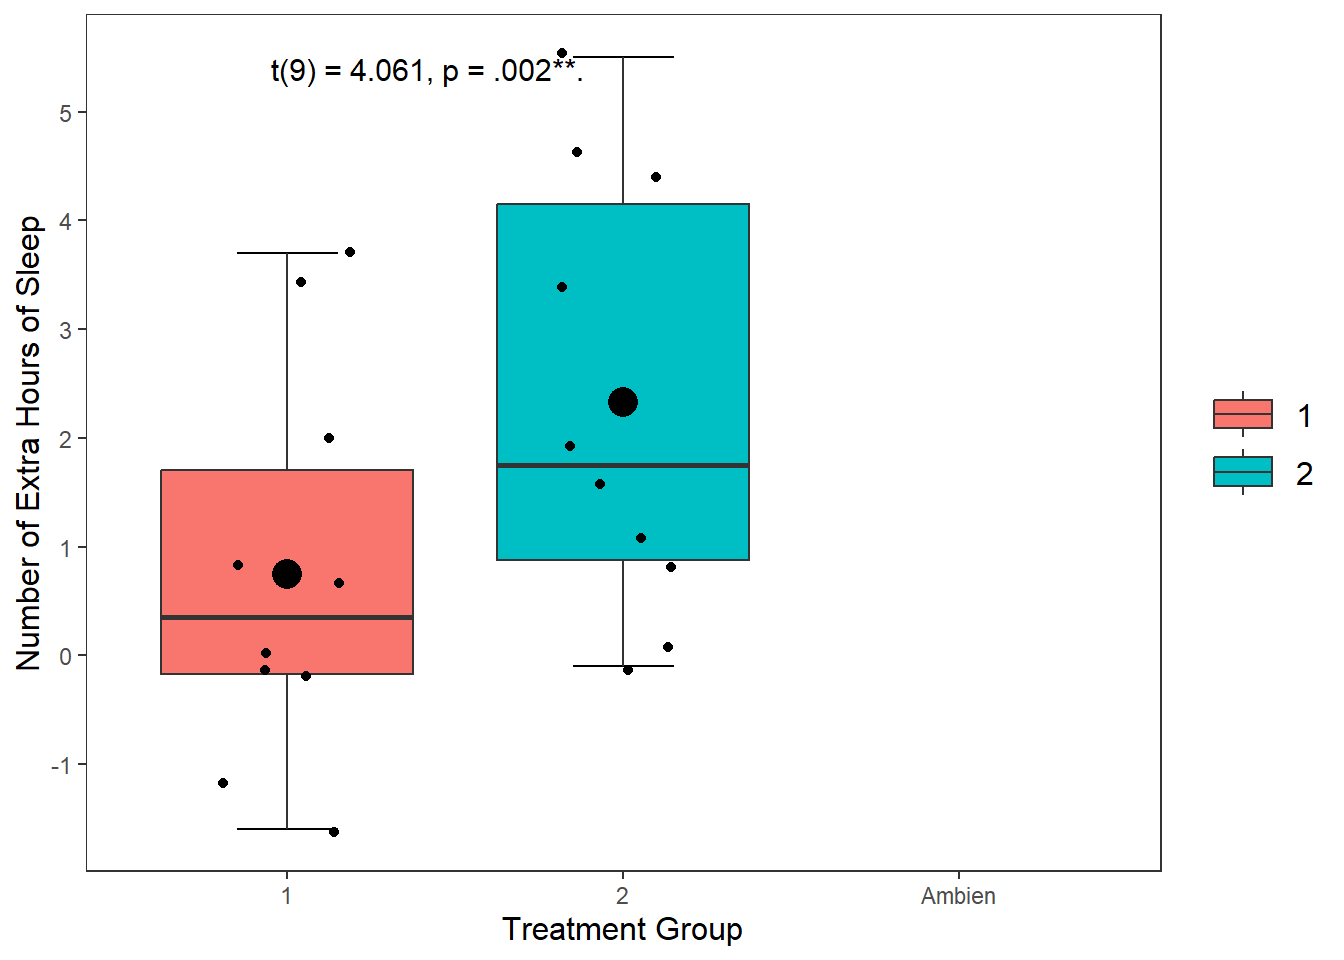 t(9) = 4.061, p = .002**.
Number of Extra Hours of Sleep
5
4
3
2
1
0
-1
1
2
Ambien
Treatment Group
1
2